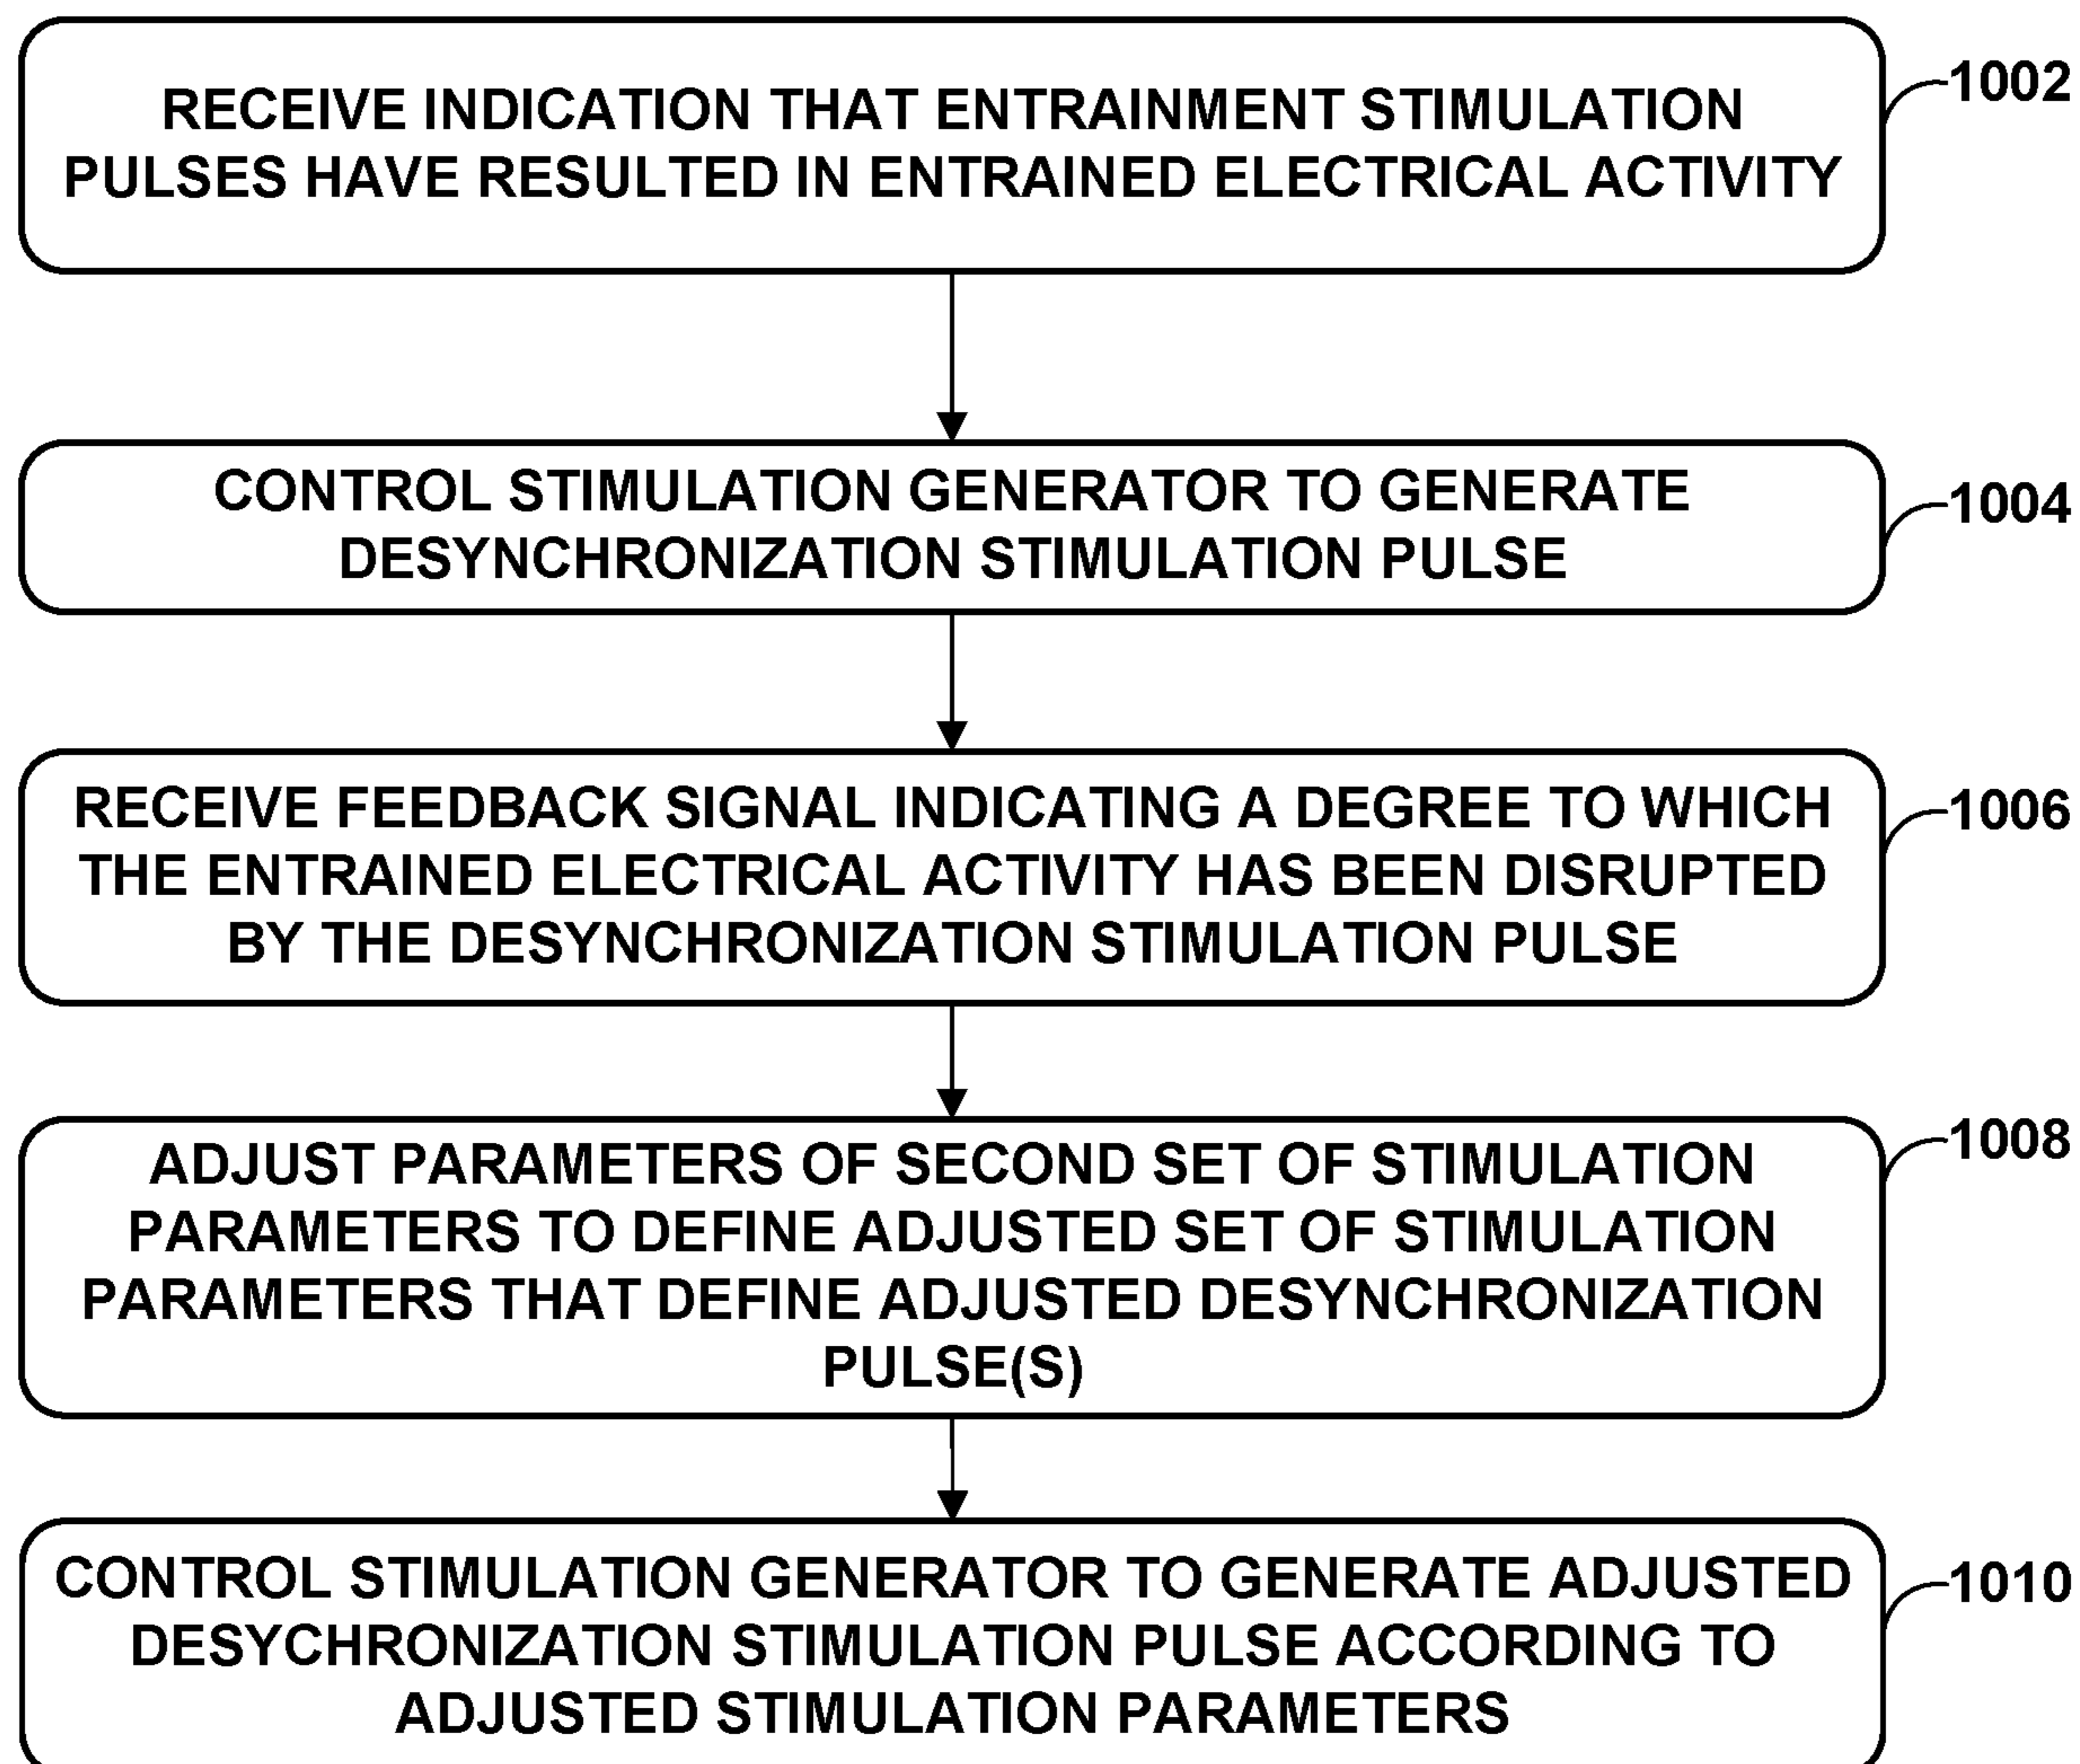 RECEIVE INDICATION THAT ENTRAINMENT STIMULATION
PULSES HAVE RESULTED IN ENTRAINED ELECTRICAL ACTIVITY
1002
CONTROL STIMULATION GENERATOR TO GENERATE
DESYNCHRONIZATION STIMULATION PULSE
1004
RECEIVE FEEDBACK SIGNAL INDICATING A DEGREE TO WHICH
THE ENTRAINED ELECTRICAL ACTIVITY HAS BEEN DISRUPTED
BY THE DESYNCHRONIZATION STIMULATION PULSE
1006
ADJUST PARAMETERS OF SECOND SET OF STIMULATION
PARAMETERS TO DEFINE ADJUSTED SET OF STIMULATION
PARAMETERS THAT DEFINE ADJUSTED DESYNCHRONIZATION
PULSE(S)
1008
CONTROL STIMULATION GENERATOR TO GENERATE ADJUSTED
DESYCHRONIZATION STIMULATION PULSE ACCORDING TO
ADJUSTED STIMULATION PARAMETERS
1010